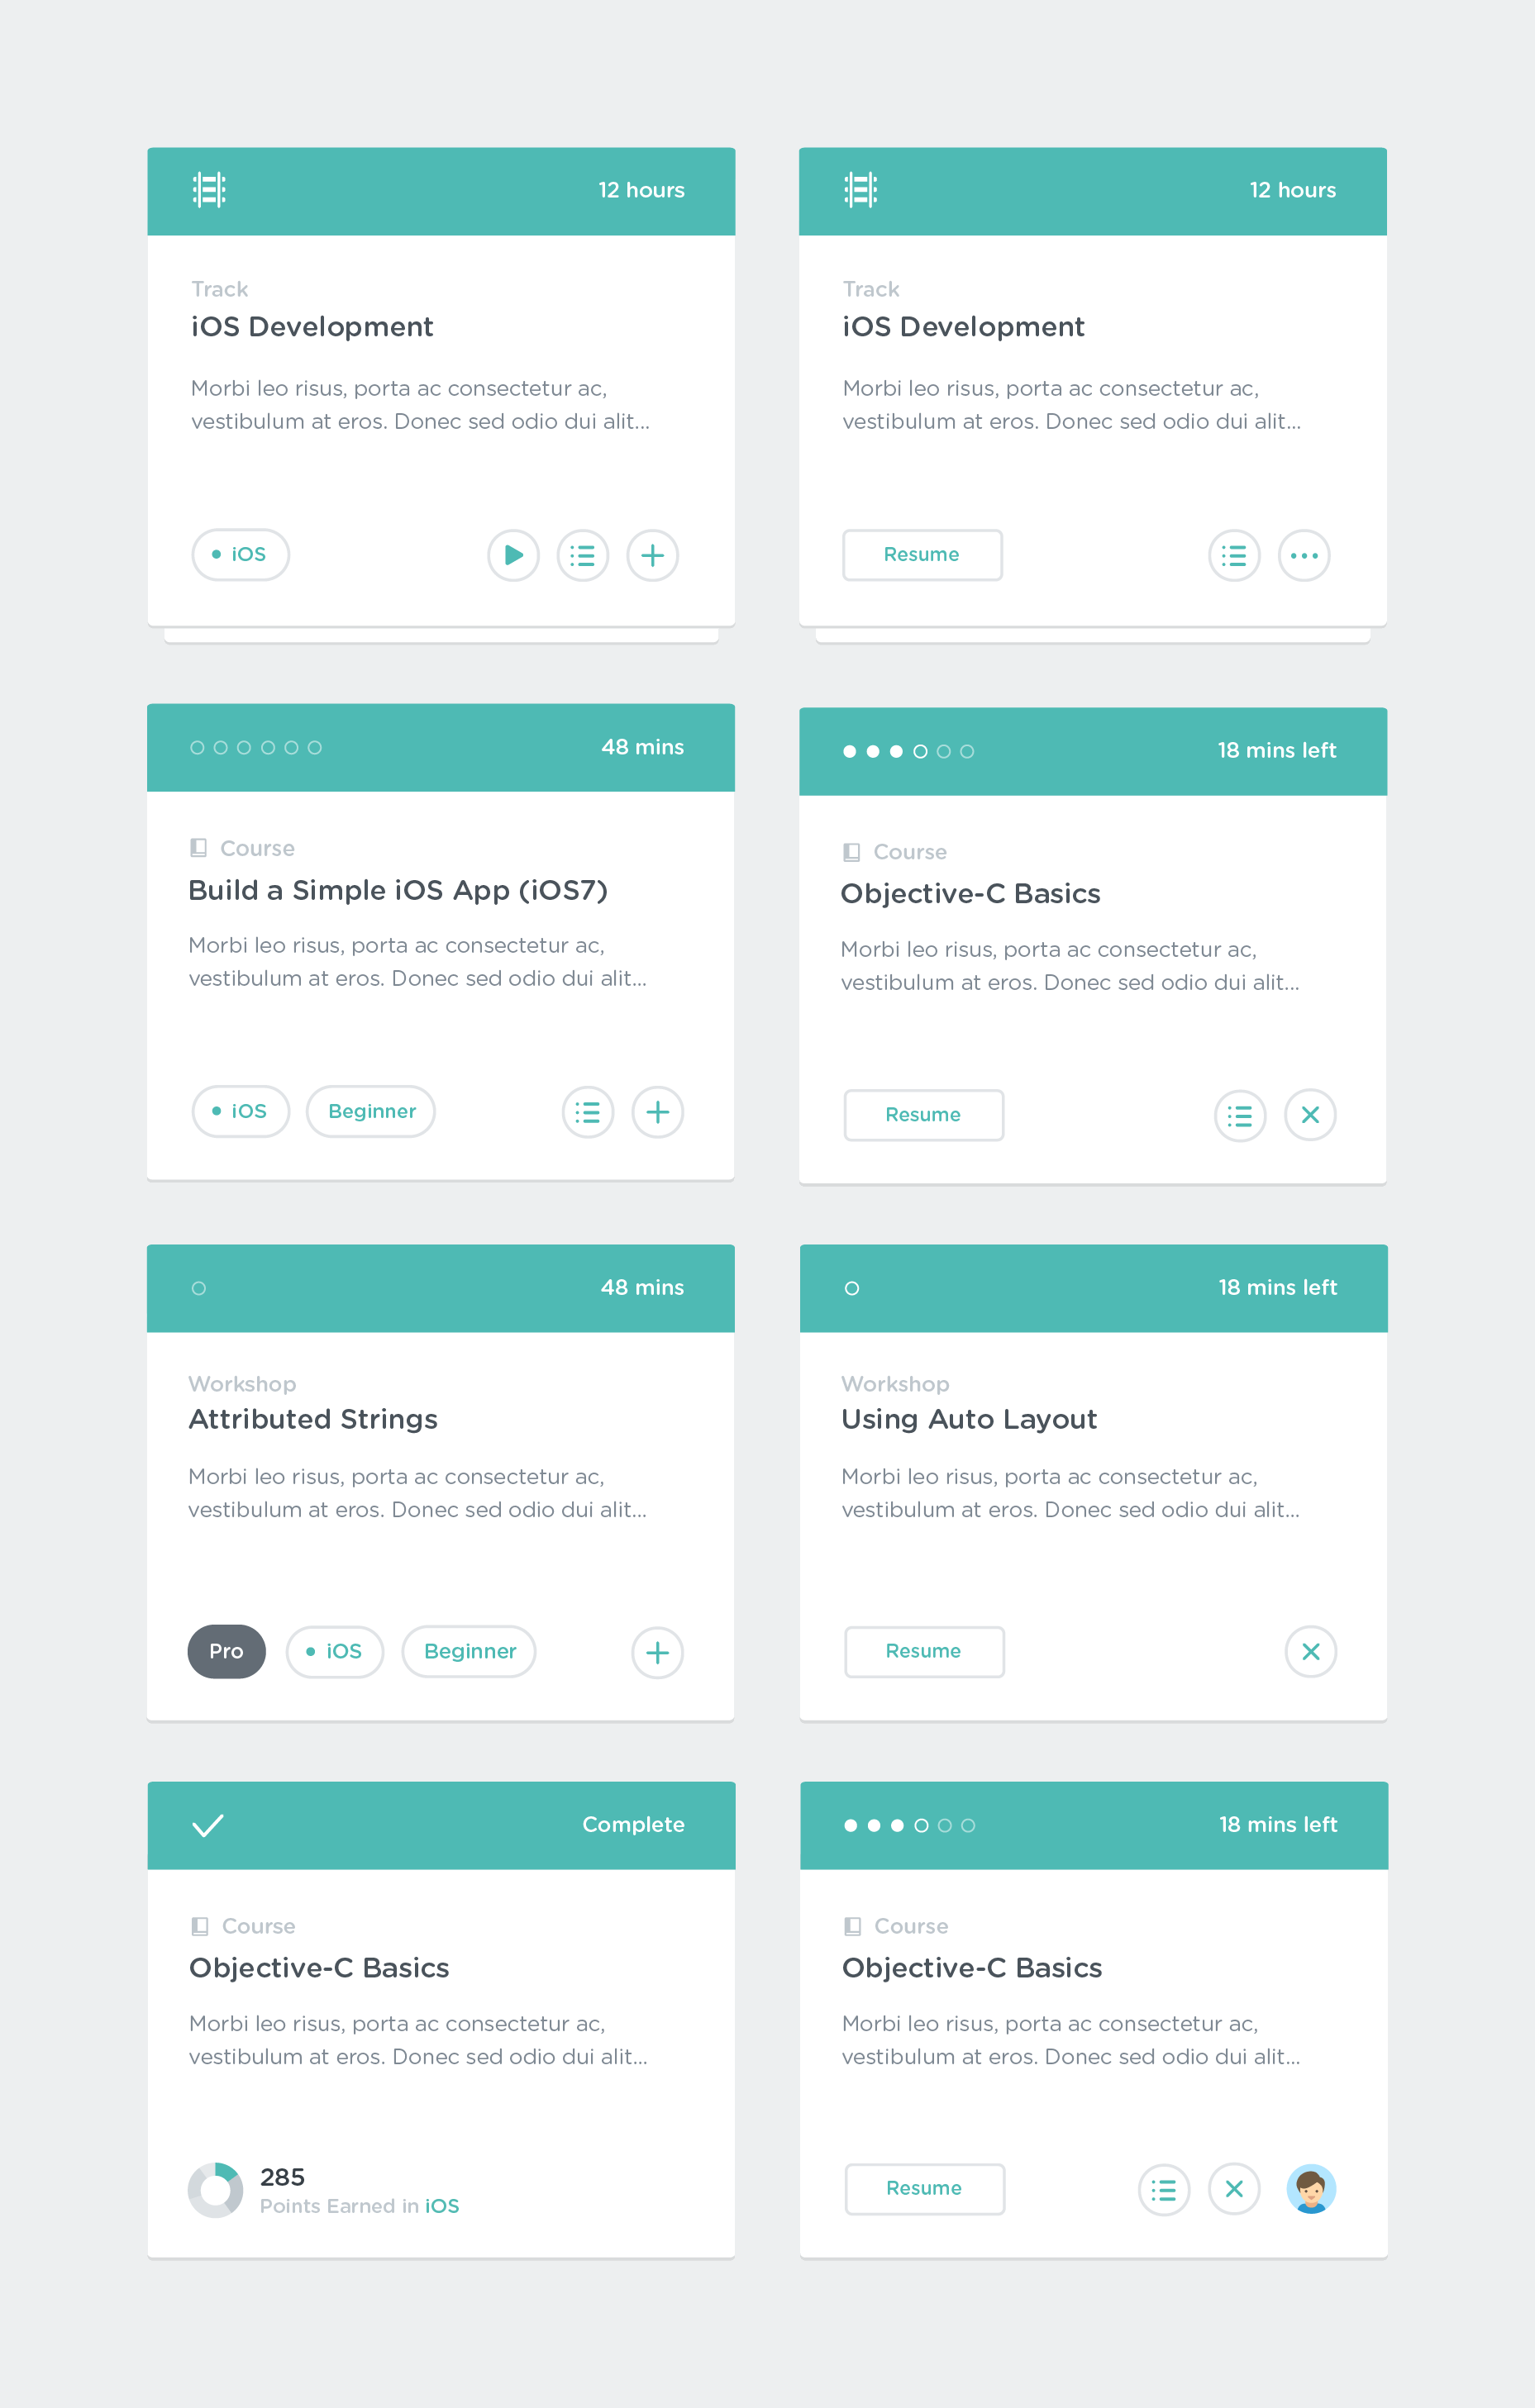 12 hours
Track
iOS Development
Morbi leo risus, porta ac consectetur ac,
vestibulum at eros. Donec sed odio dui alit...
iOS
12 hours
Track
iOS Development
Morbi leo risus, porta ac consectetur ac,
vestibulum at eros. Donec sed odio dui alit...
Resume
48 mins
Course
Build a Simple iOS App (iOS7)
Morbi leo risus, porta ac consectetur ac,
vestibulum at eros. Donec sed odio dui alit...
iOS Beginner
18 mins left
Course
Objective-C Basics
Morbi leo risus, porta ac consectetur ac,
vestibulum at eros. Donec sed odio dui alit...
Resume
48 mins
Workshop
Attributed Strings
Morbi leo risus, porta ac consectetur ac,
vestibulum at eros. Donec sed odio dui alit...
Pro iOS Beginner
18 mins left
Workshop
Using Auto Layout
Morbi leo risus, porta ac consectetur ac,
vestibulum at eros. Donec sed odio dui alit...
Resume
Complete
Course
Objective-C Basics
Morbi leo risus, porta ac consectetur ac,
vestibulum at eros. Donec sed odio dui alit...
285
Points Earned in iOS
18 mins left
Course
Objective-C Basics
Morbi leo risus, porta ac consectetur ac,
vestibulum at eros. Donec sed odio dui alit...
Resume